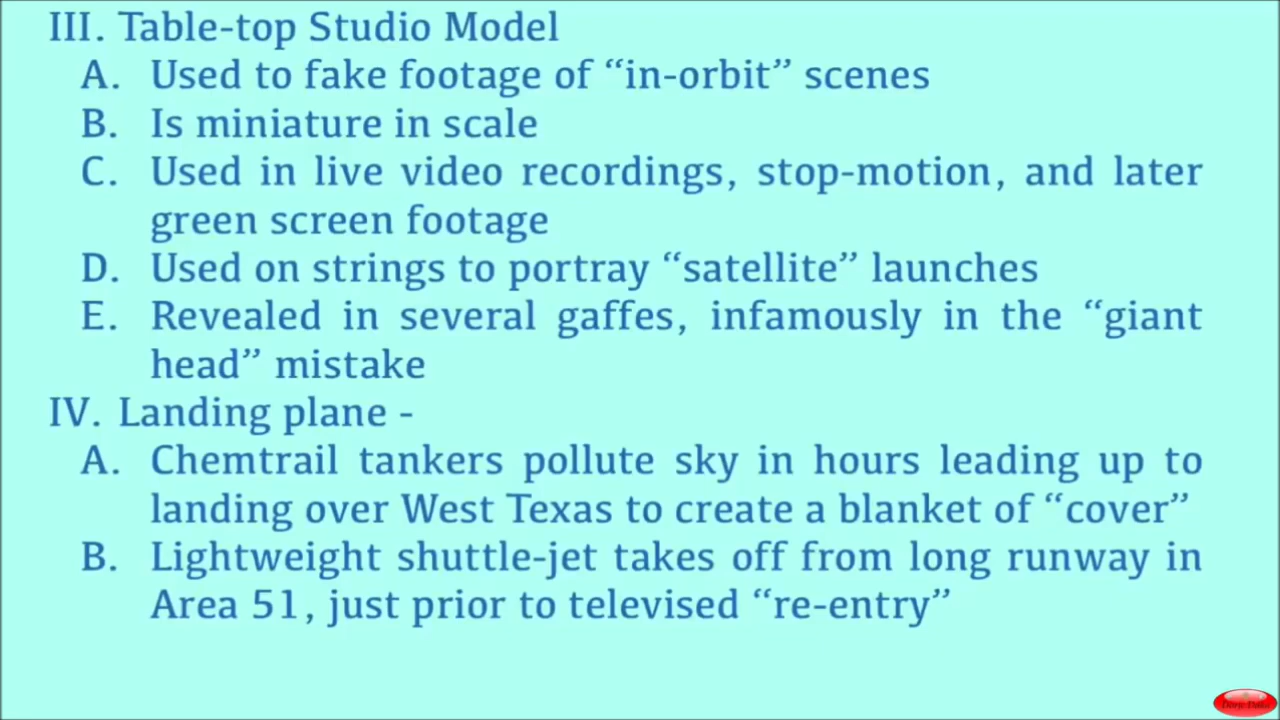 III. Table-top Studio Model
A. Used to fake footage of “in-orbit” scenes
B. Is miniature in scale
C. Used in live video recordings, stop-motion, and later
green screen footage
D. Used on strings to portray “satellite” launches
E. Revealed in several gaffes, infamously in the “giant
head” mistake
IV. Landing plane -
A. Chemtrail tankers pollute sky in hours leading up to
landing over West Texas to create a blanket of “cover”
B. Lightweight shuttle-jet takes off from long runway in
Area 51, just prior to televised “re-entry”